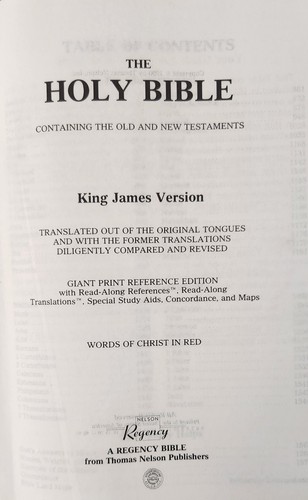 THE
HOLY BIBLE
CONTAINING THE OLD AND NEW TESTAMENTS
King James Version
TRANSLATED OUT OF THE ORIGINAL TONGUES
AND WITH THE FORMER TRANSLATIONS
DILIGENTLY COMPARED AND REVISED
GIANT PRINT REFERENCE EDITION
with Read-Along References™, Read-Along
Translations™, Special Study Aids, Concordance, and Maps
WORDS OF CHRIST IN RED
NELSON
Regency
A REGENCY BIBLE
from Thomas Nelson Publishers